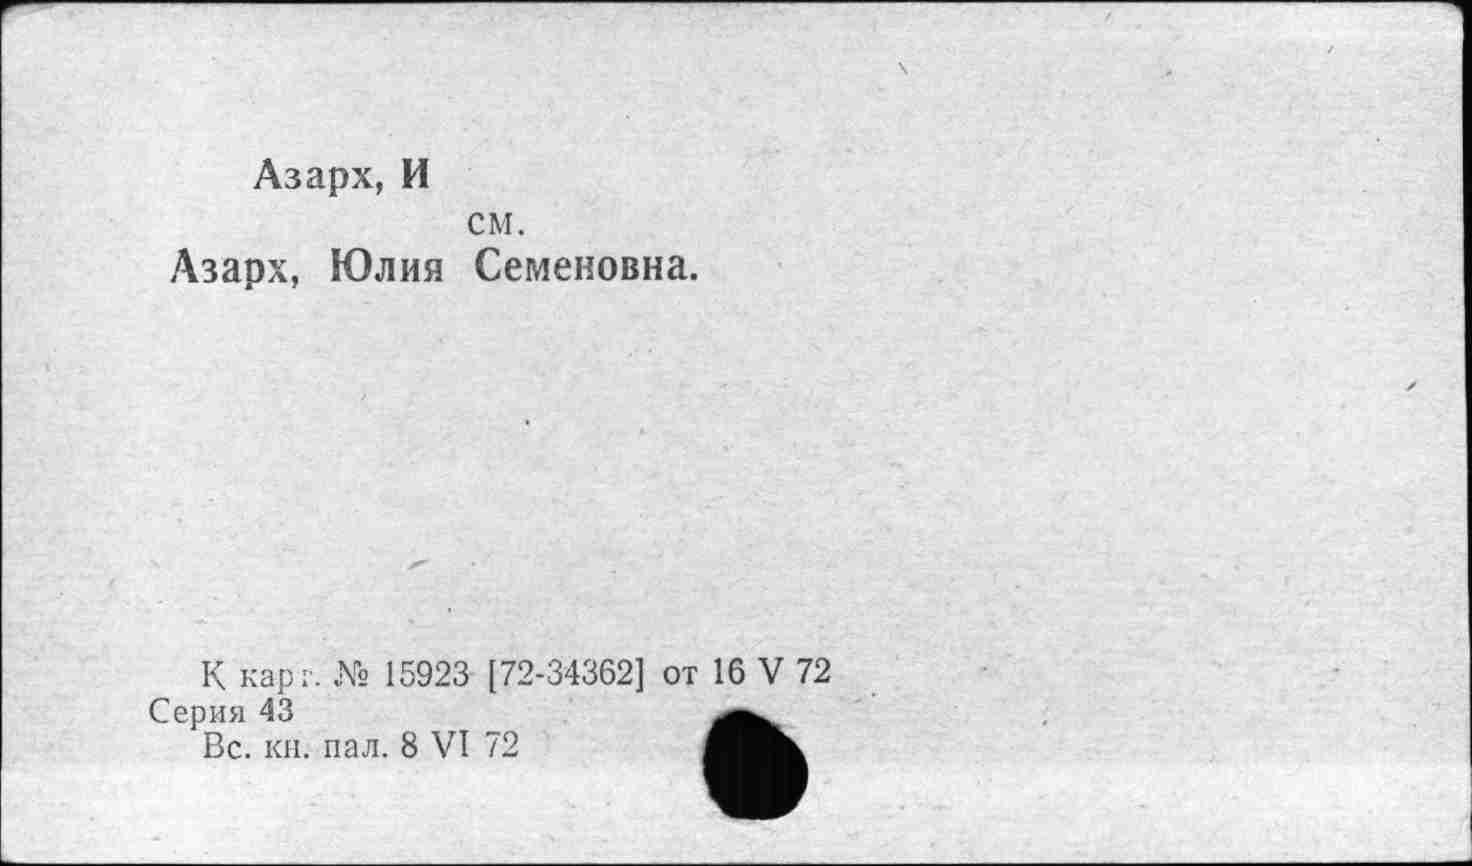 Азарх, И
см.
Азарх, Юлия Семеновна.
К карт. № 15923 [72-34362] от 16 V 72
Серия 43
Вс. кн. пал. 8 VI 72